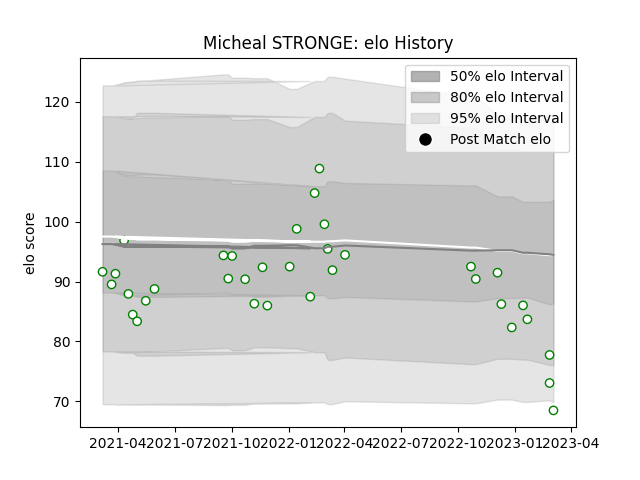 Micheal STRONGE: elo History
50% elo Interval
80% elo Interval
95% elo Interval
Post Match elo
elo score
120
110
100
90
80
70
2021-04 2021-07 2021-10 2022-01 2022-04 2022-07 2022-10 2023-01 2023-04